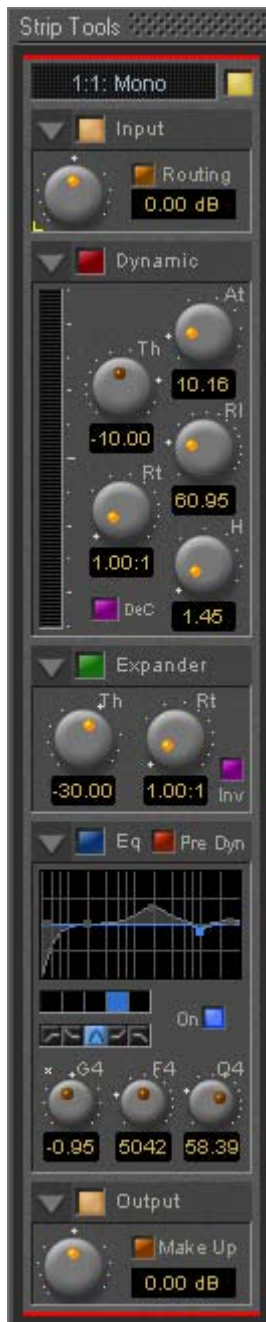 Strip Tools
1:1: Mono
Input
Routing
0.00 dB
Dynamic
At
Th
10.16
-10.00
Rl
Rt
60.95
1.00:1
H
DeC
1.45
Expander
Th Rt
-30.00 1.00:1
Inv
Eq Pre Dyn
On
G4 F4 Q4
-0.95 5042 58.39
Output
Make Up
0.00 dB